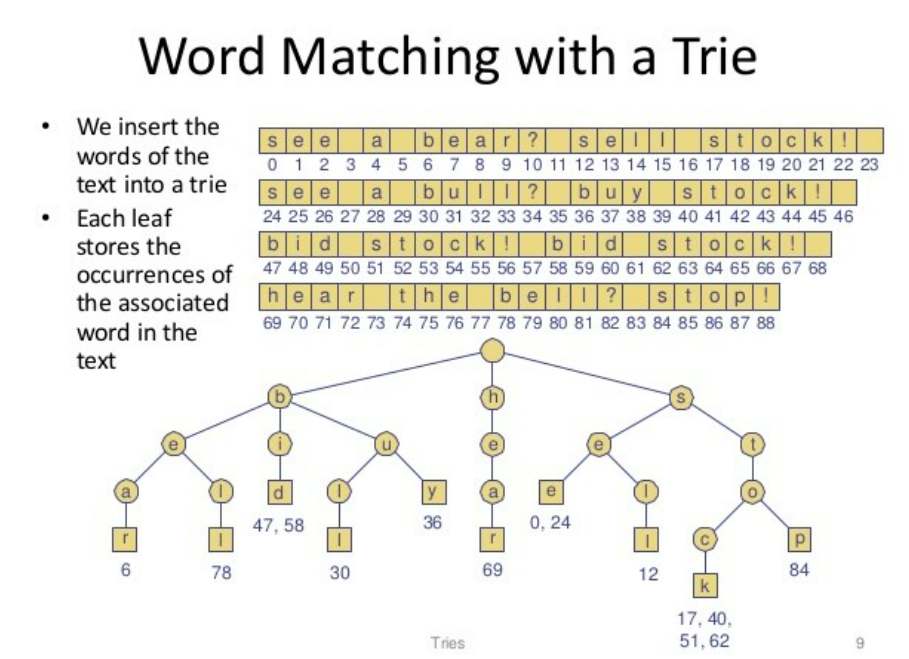 Word Matching with a Trie
• We insert the
words of the
text into a trie
• Each leaf
stores the
occurrences of
the associated
word in the
text
s e e a b e a r ? s e l l s t o c k !
0 1 2 3 4 5 6 7 8 9 10 11 12 13 14 15 16 17 18 19 20 21 22 23
s e e a b u l l ? b u y s t o c k !
24 25 26 27 28 29 30 31 32 33 34 35 36 37 38 39 40 41 42 43 44 45 46
b i d s t o c k ! b i d s t o c k !
47 48 49 50 51 52 53 54 55 56 57 58 59 60 61 62 63 64 65 66 67 68
h e a r t h e b e l l ? s t o p !
69 70 71 72 73 74 75 76 77 78 79 80 81 82 83 84 85 86 87 88
b h s
e i u e e t
a l d l y a e l o
47, 58 36 0, 24
r l l r l c p
6 78 30 69 12 84
k
17, 40,
51, 62
Tries 9